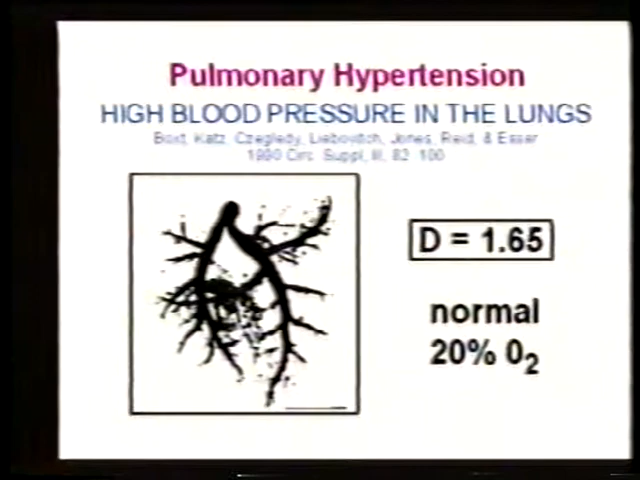 Pulmonary Hypertension
HIGH BLOOD PRESSURE IN THE LUNGS
Boxt, Katz, Czegledy, Liebovitch, Jones, Reid, & Esser
1990 Circ. Suppl. III, 82: 100
D = 1.65
normal
20% 0₂